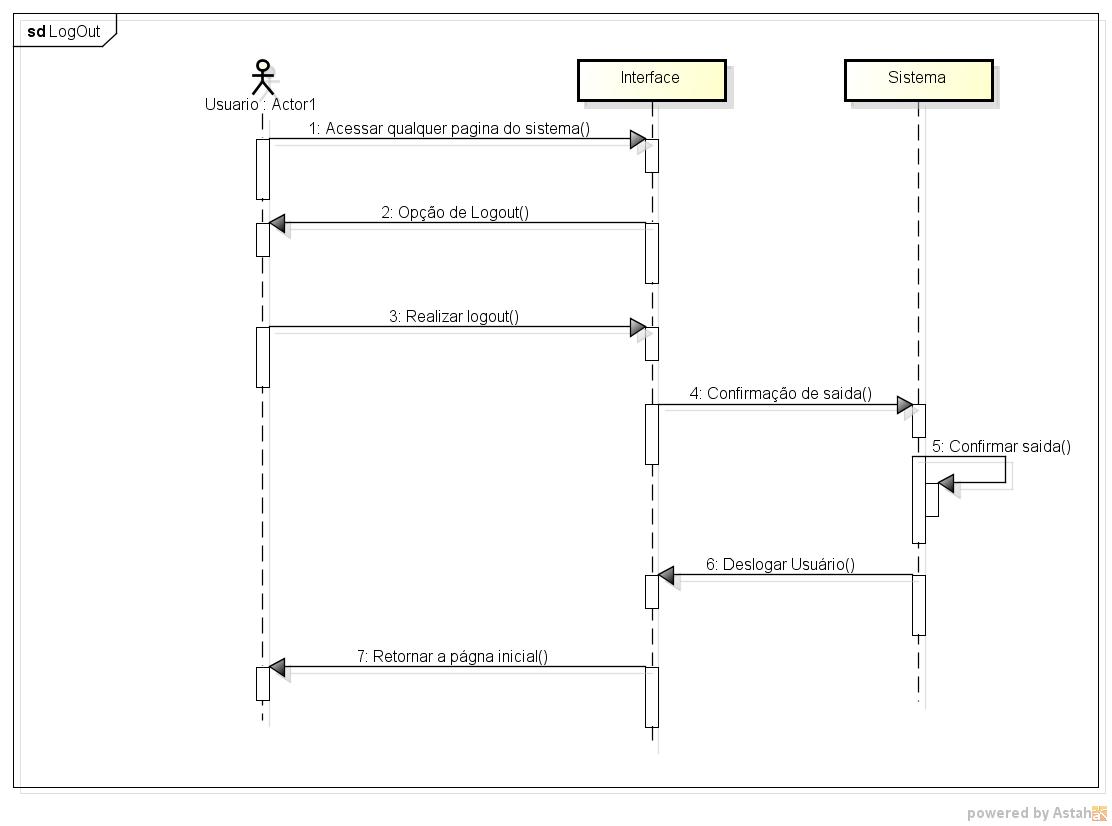 sd LogOut
Usuario : Actor1
Interface
Sistema
1: Acessar qualquer pagina do sistema()
2: Opção de Logout()
3: Realizar logout()
4: Confirmação de saida()
5: Confirmar saida()
6: Deslogar Usuário()
7: Retornar a págna inicial()
powered by Astah